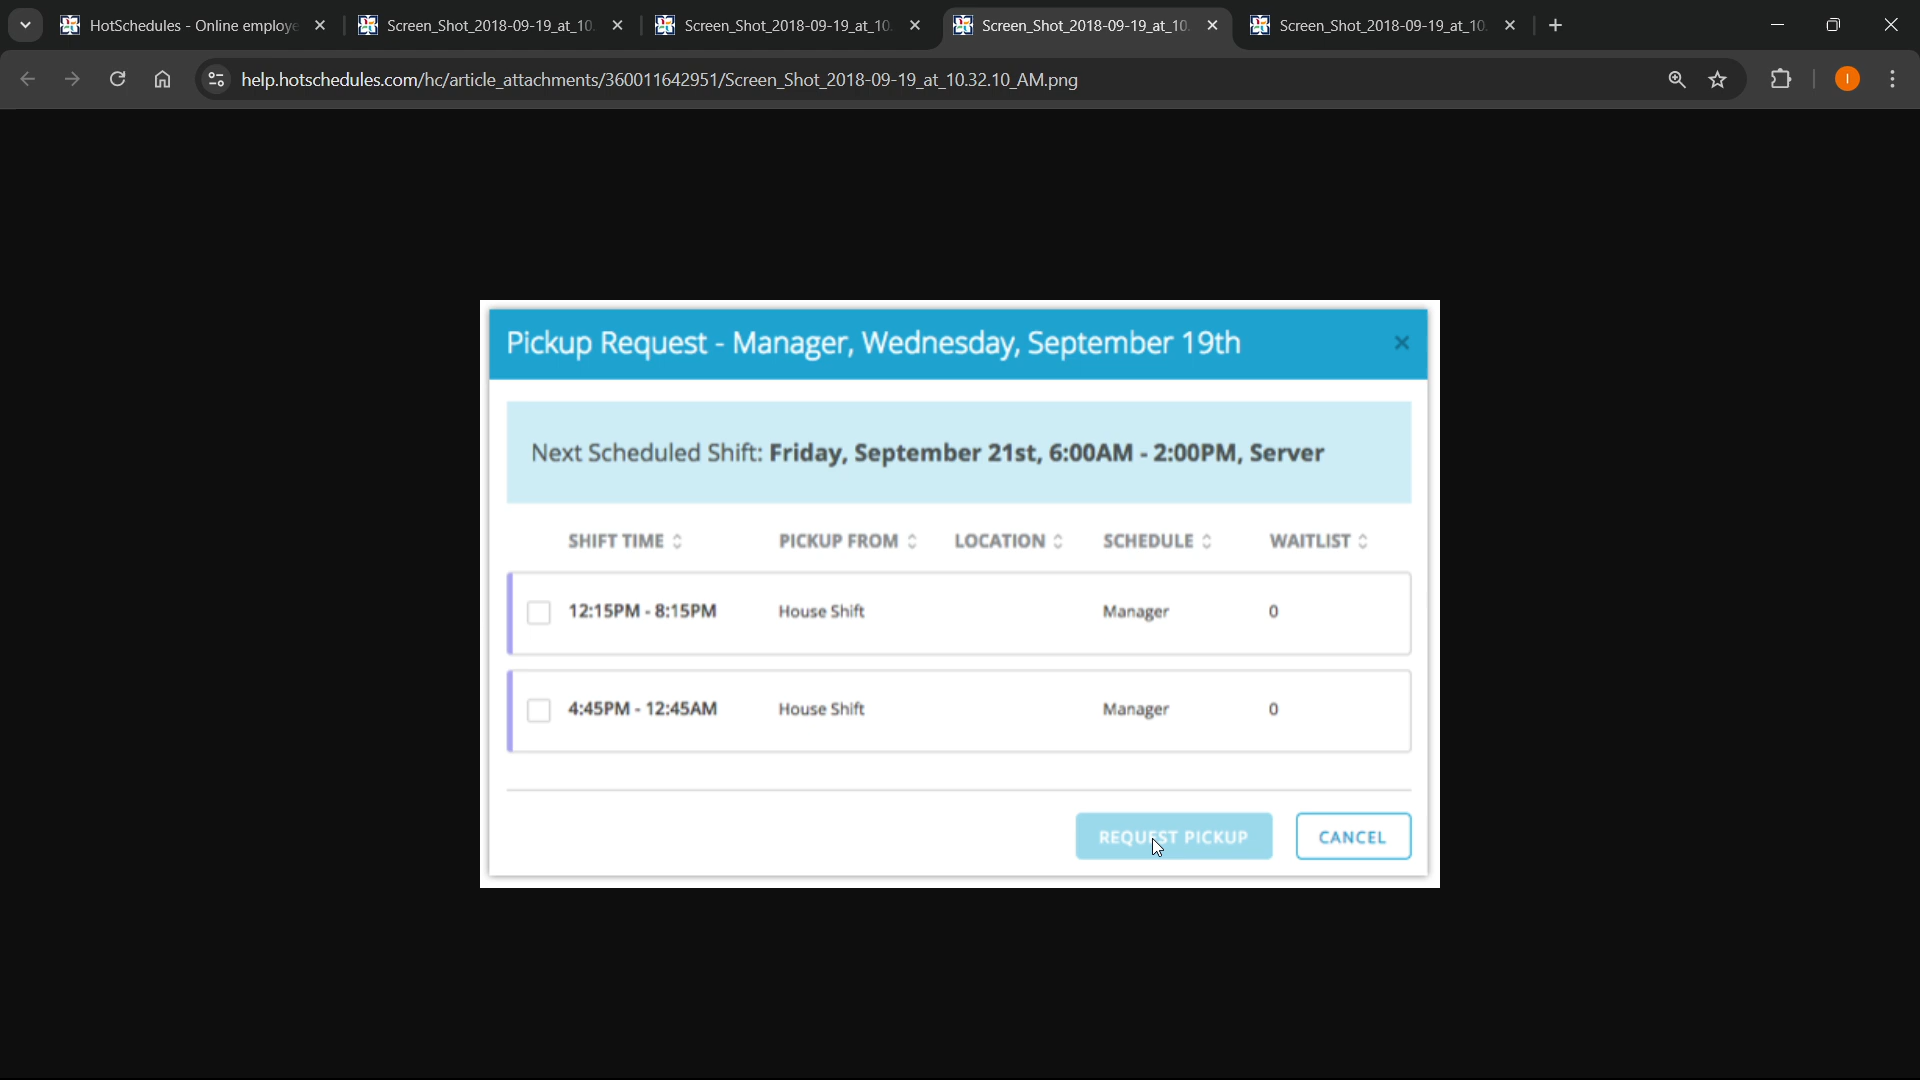 HotSchedules - Online employe
Screen_Shot_2018-09-19_at_10.
Screen_Shot_2018-09-19_at_10.
Screen_Shot_2018-09-19_at_10.
Screen_Shot_2018-09-19_at_10.
help.hotschedules.com/hc/article_attachments/360011642951/Screen_Shot_2018-09-19_at_10.32.10_AM.png
I
Pickup Request - Manager, Wednesday, September 19th
Next Scheduled Shift: Friday, September 21st, 6:00AM - 2:00PM, Server
SHIFT TIME PICKUP FROM LOCATION SCHEDULE WAITLIST
12:15PM - 8:15PM House Shift Manager 0
4:45PM - 12:45AM House Shift Manager 0
REQUEST PICKUP CANCEL